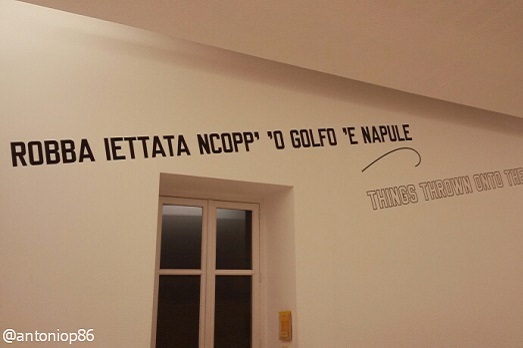 ROBBA IETTATA NCOPP' 'O GOLFO 'E NAPULE
THINGS THROWN ONTO THE
@antoniop86